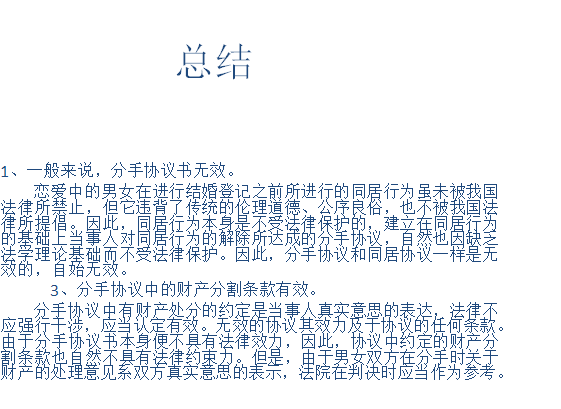 总结
1、一般来说，分手协议书无效。
恋爱中的男女在进行结婚登记之前所进行的同居行为虽未被我国
法律所禁止，但它违背了传统的伦理道德、公序良俗，也不被我国法
律所提倡。因此，同居行为本身是不受法律保护的，建立在同居行为
的基础上当事人对同居行为的解除所达成的分手协议，自然也因缺乏
法学理论基础而不受法律保护。因此，分手协议和同居协议一样是无
效的，自始无效。
3、分手协议中的财产分割条款有效。
分手协议中有财产处分的约定是当事人真实意思的表达，法律不
应强行干涉，应当认定有效。无效的协议其效力及于协议的任何条款。
由于分手协议书本身便不具有法律效力，因此，协议中约定的财产分
割条款也自然不具有法律约束力。但是，由于男女双方在分手时关于
财产的处理意见系双方真实意思的表示，法院在判决时应当作为参考。